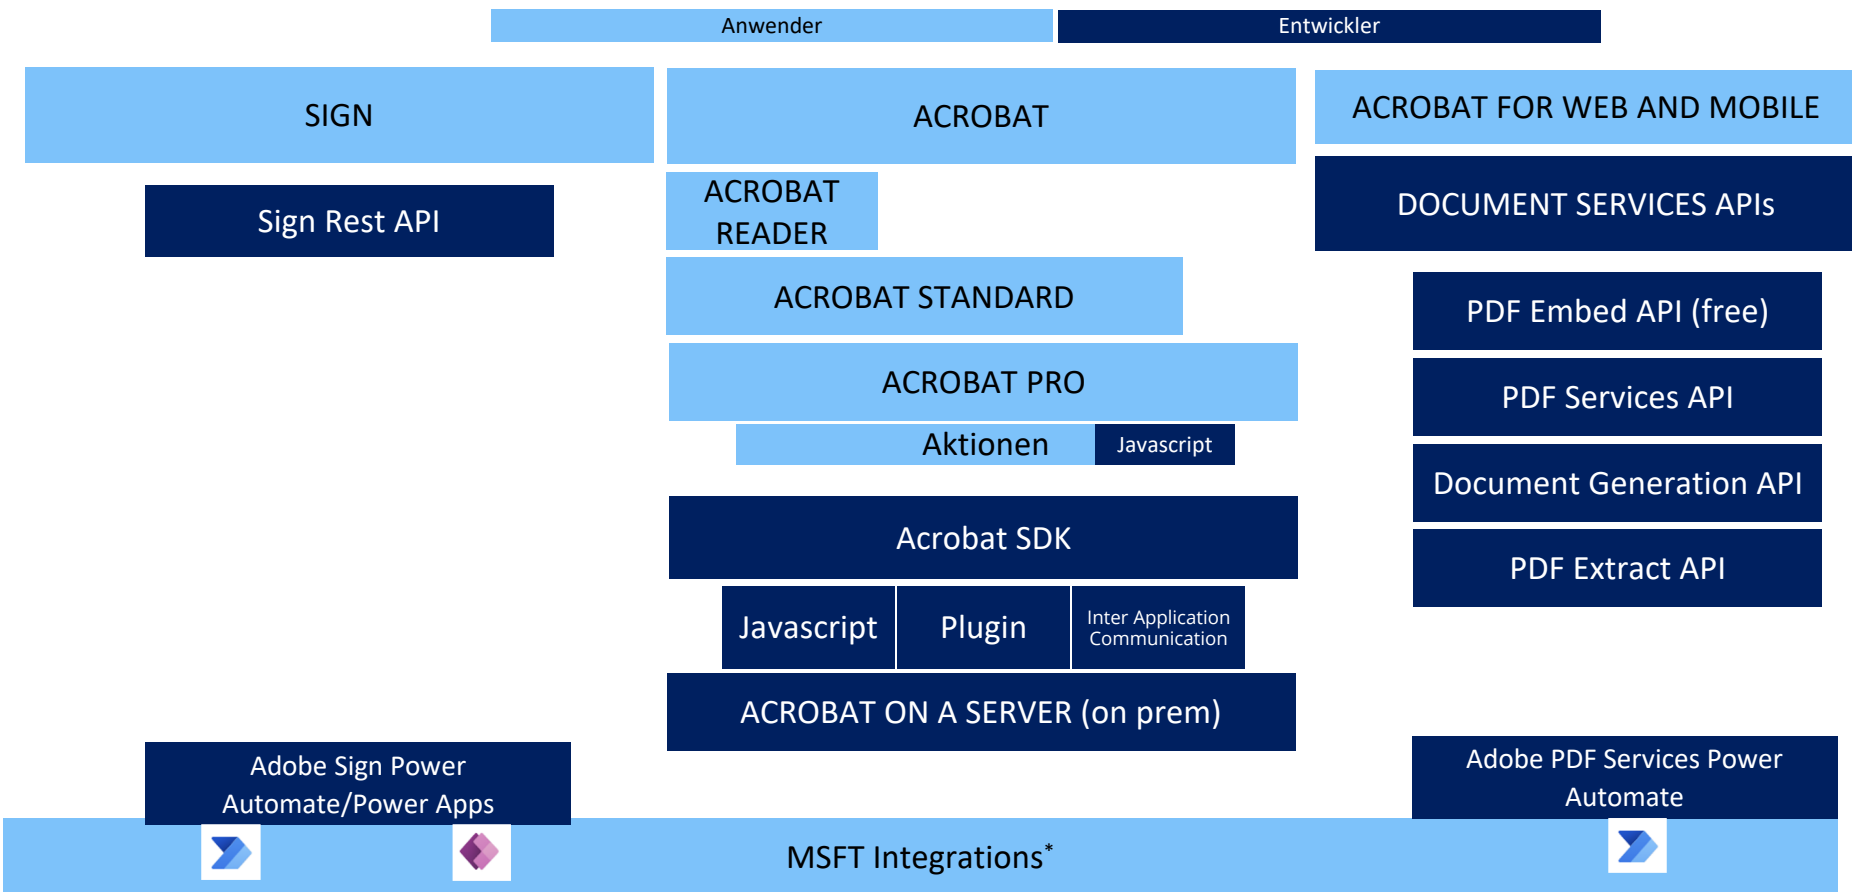 Anwender
Entwickler
SIGN
Sign Rest API
ACROBAT
ACROBAT
READER
ACROBAT STANDARD
ACROBAT PRO
Aktionen
Javascript
Acrobat SDK
Javascript
Plugin
Inter Application
Communication
ACROBAT ON A SERVER (on prem)
ACROBAT FOR WEB AND MOBILE
DOCUMENT SERVICES APIs
PDF Embed API (free)
PDF Services API
Document Generation API
PDF Extract API
Adobe Sign Power
Automate/Power Apps
Adobe PDF Services Power
Automate
MSFT Integrations*